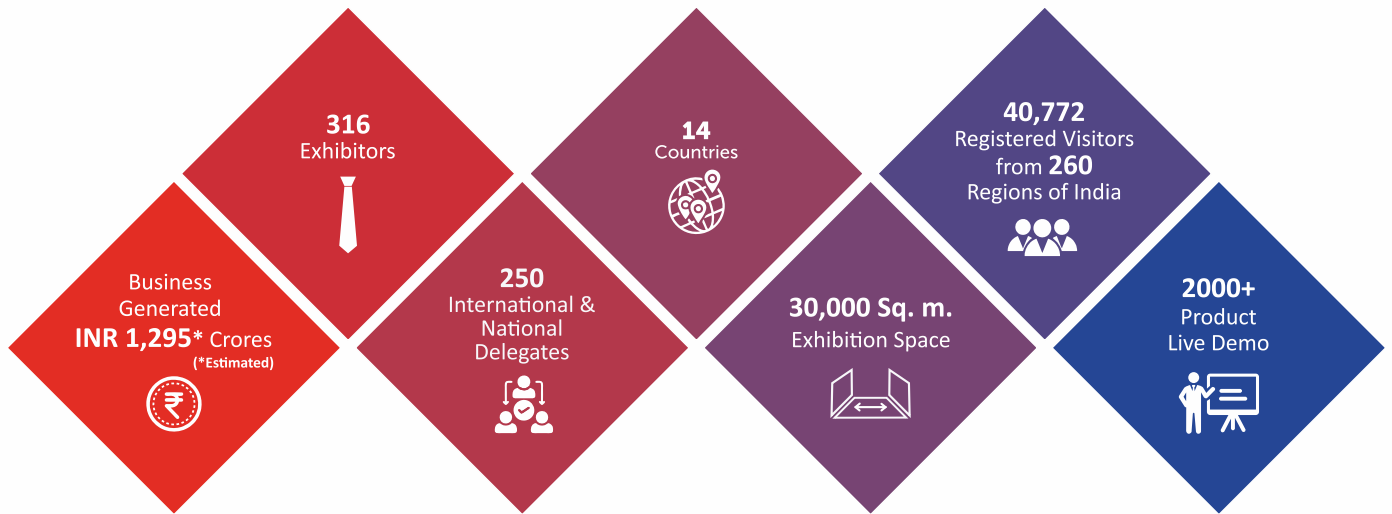 Business
Generated
INR 1,295* Crores
(*Estimated)
316
Exhibitors
250
International &
National
Delegates
14
Countries
30,000 Sq. m.
Exhibition Space
40,772
Registered Visitors
from 260
Regions of India
2000+
Product
Live Demo